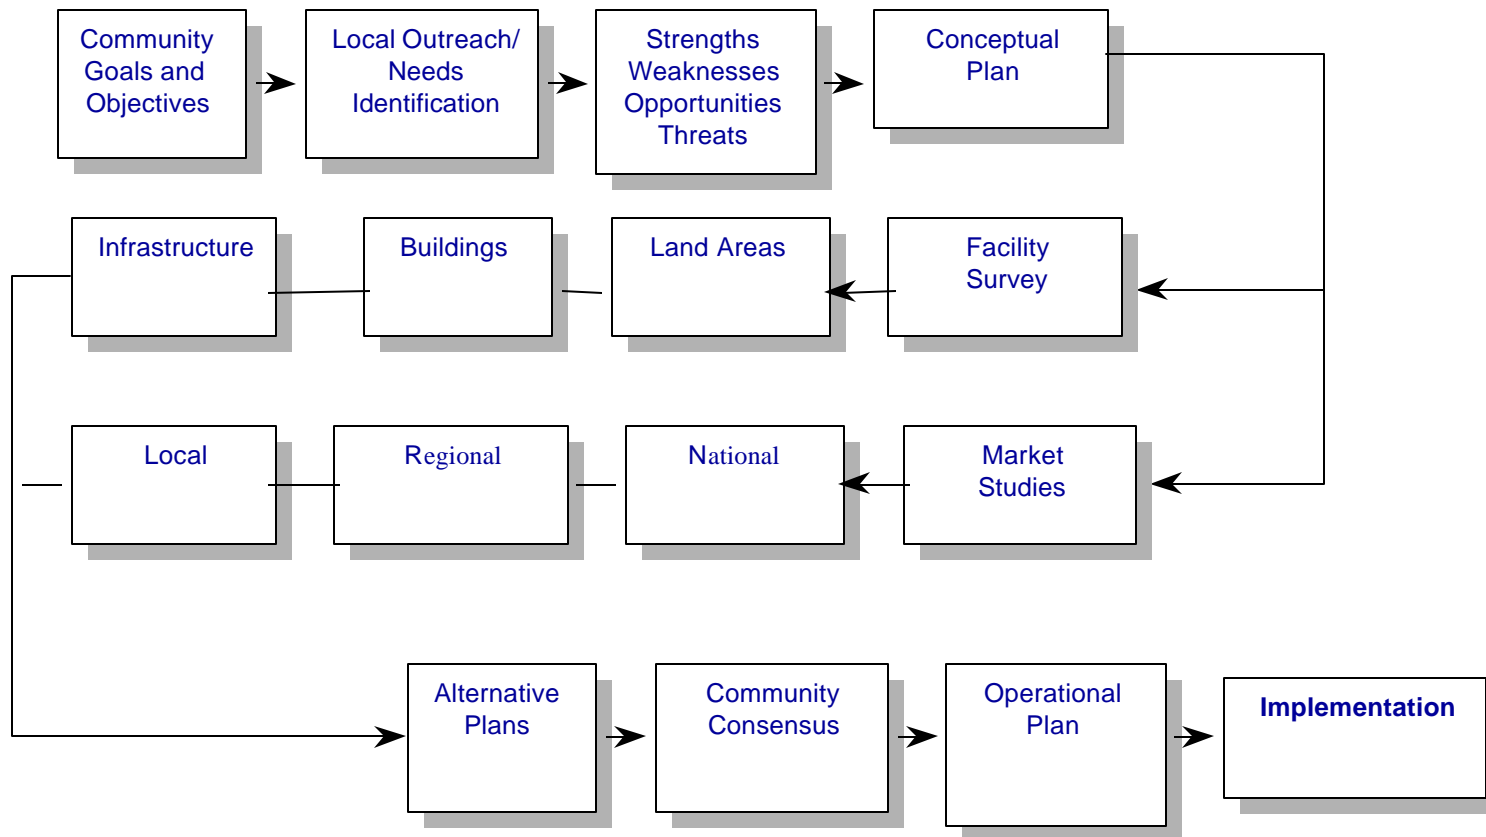 Community
Goals and
Objectives
Local Outreach/
Needs
Identification
Strengths
Weaknesses
Opportunities
Threats
Conceptual
Plan
Infrastructure
Buildings
Land Areas
Facility
Survey
Local
Regional
National
Market
Studies
Alternative
Plans
Community
Consensus
Operational
Plan
Implementation